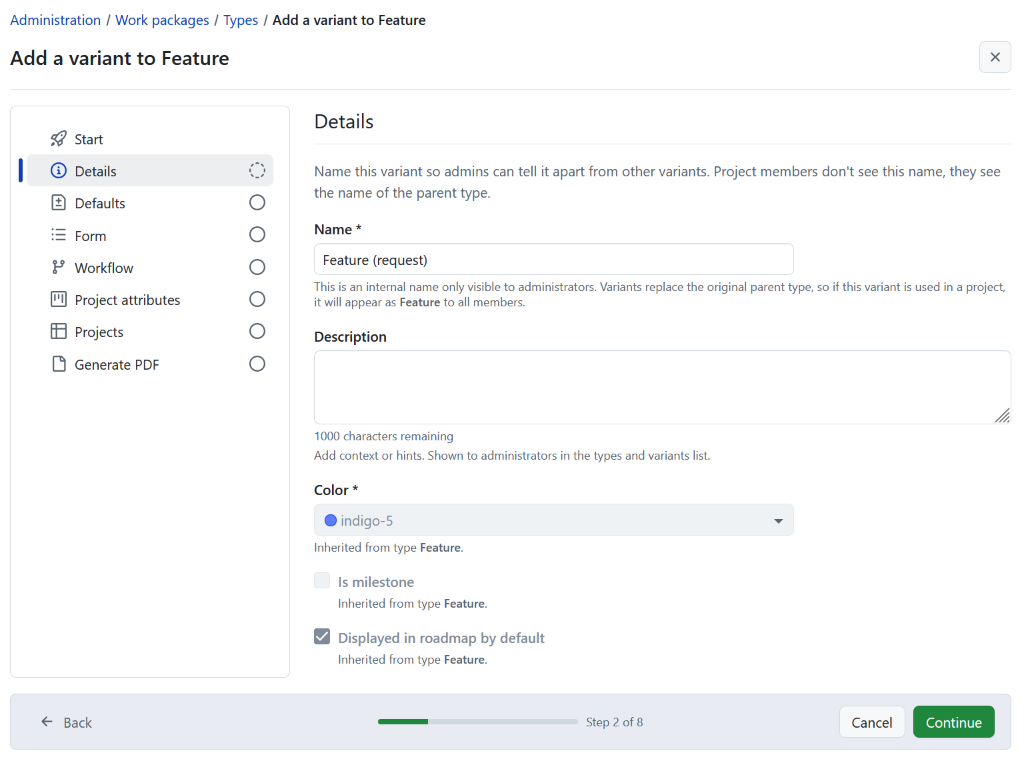 Administration / Work packages / Types / Add a variant to Feature
Add a variant to Feature
Start
Details
Defaults
Form
Workflow
Project attributes
Projects
Generate PDF
Details
Name this variant so admins can tell it apart from other variants. Project members don't see this name, they see
the name of the parent type.
Name *
Feature (request)
This is an internal name only visible to administrators. Variants replace the original parent type, so if this variant is used in a project,
it will appear as Feature to all members.
Description
1000 characters remaining
Add context or hints. Shown to administrators in the types and variants list.
Color *
indigo-5
Inherited from type Feature.
Is milestone
Inherited from type Feature.
Displayed in roadmap by default
Inherited from type Feature.
Back
Step 2 of 8
Cancel
Continue